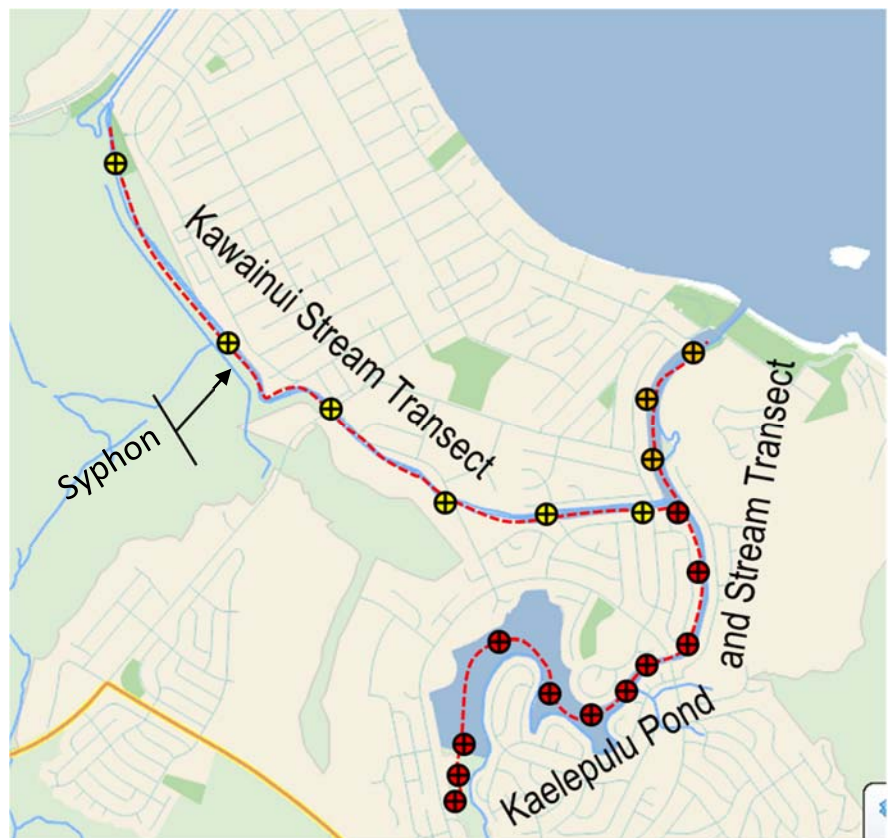 Kawainui Stream Transect
Syphon
Kaelepulu Pond
and Stream Transect